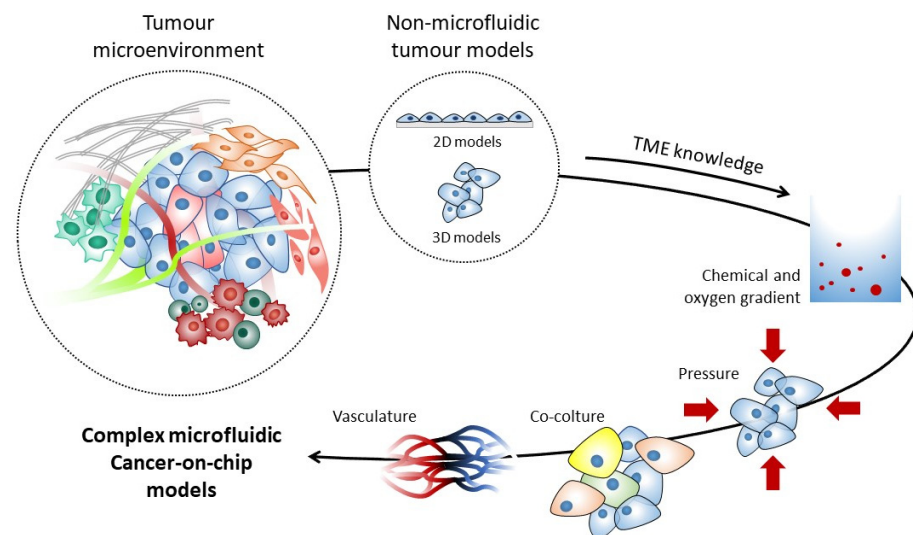 Tumour
microenvironment
Non-microfluidic
tumour models
2D models
3D models
TME knowledge
Chemical and
oxygen gradient
Pressure
Co-colture
Vasculature
Complex microfluidic
Cancer-on-chip
models